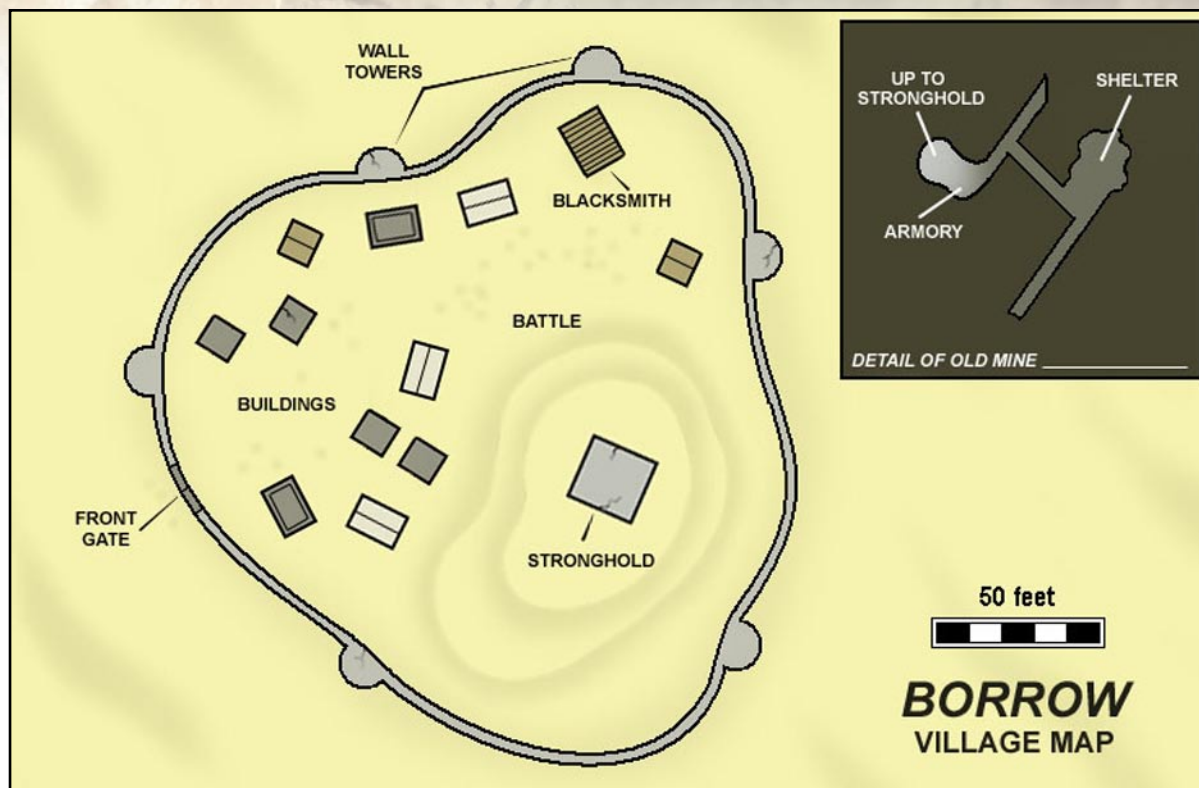 WALL
TOWERS
BLACKSMITH
BATTLE
BUILDINGS
FRONT
GATE
STRONGHOLD
UP TO
STRONGHOLD
SHELTER
ARMORY
DETAIL OF OLD MINE
50 feet
BORROW
VILLAGE MAP